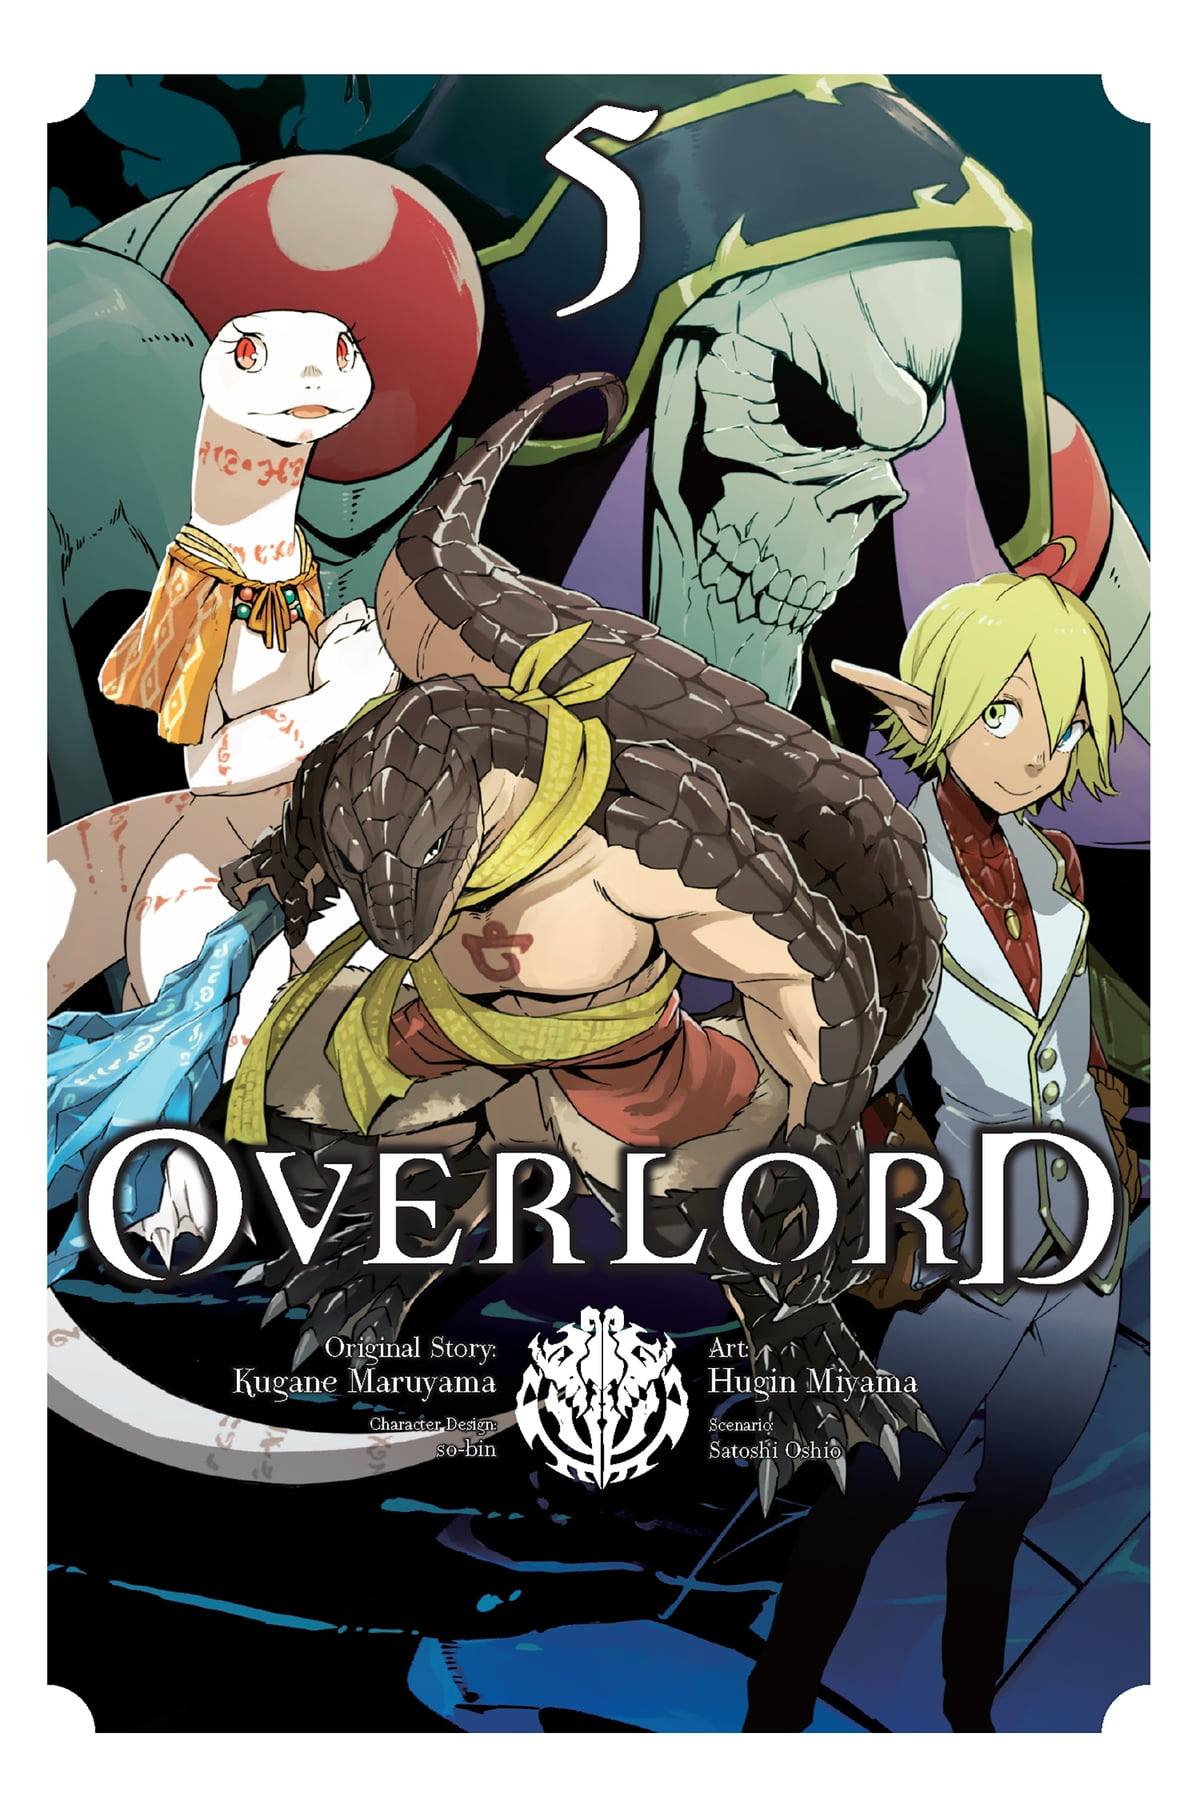 5
OVERLORD
Original Story:
Kugane Maruyama
Character Design:
so-bin
Art:
Hugin Miyama
Scenario:
Satoshi Oshio